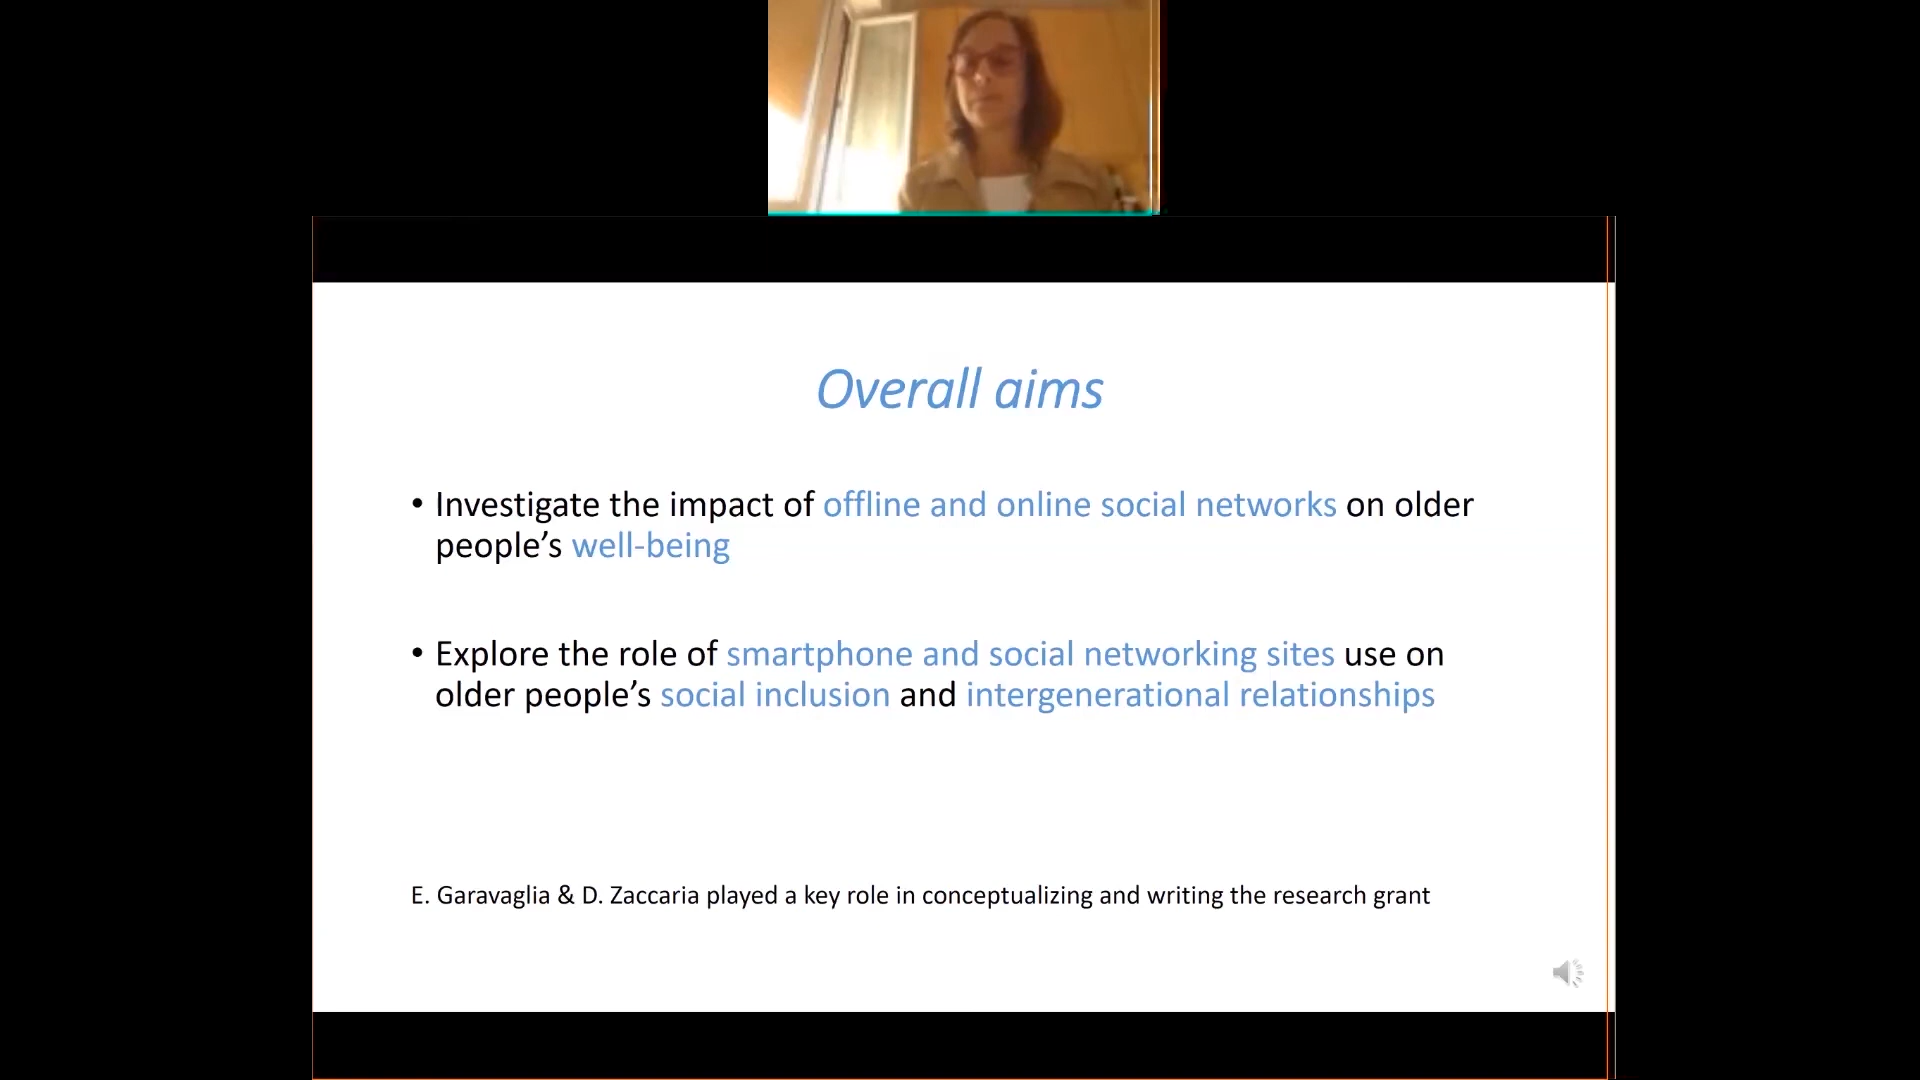 Overall aims
• Investigate the impact of offline and online social networks on older
people’s well-being
• Explore the role of smartphone and social networking sites use on
older people’s social inclusion and intergenerational relationships
E. Garavaglia & D. Zaccaria played a key role in conceptualizing and writing the research grant